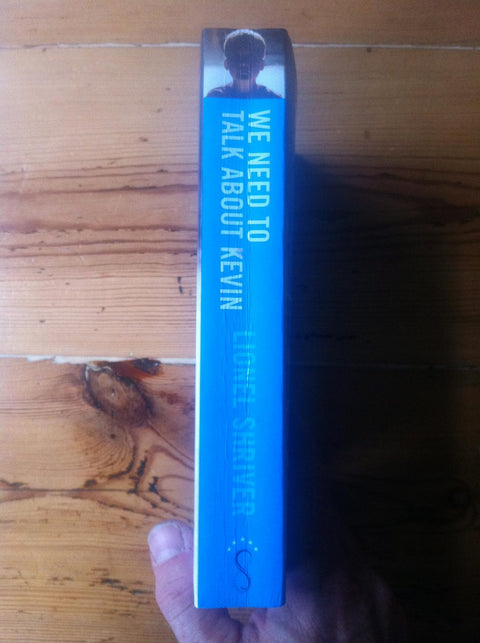 WE NEED TO
TALK ABOUT KEVIN
LIONEL SHRIVER